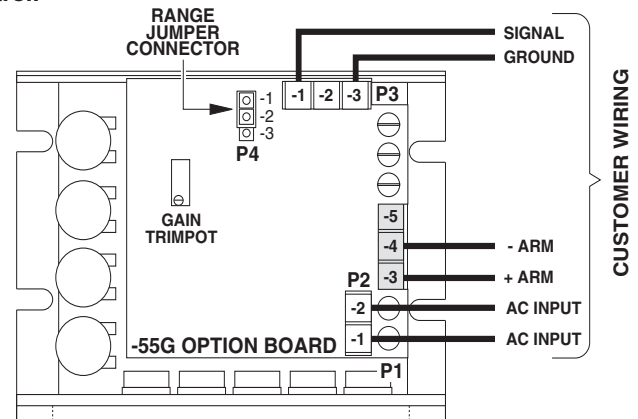 RANGE
JUMPER
CONNECTOR
SIGNAL
GROUND
-1
-2
-3
P4
-1 -2 -3 P3
GAIN
TRIMPOT
-5
-4
-3
- ARM
+ ARM
P2
-2
-1
AC INPUT
AC INPUT
-55G OPTION BOARD
P1
CUSTOMER WIRING